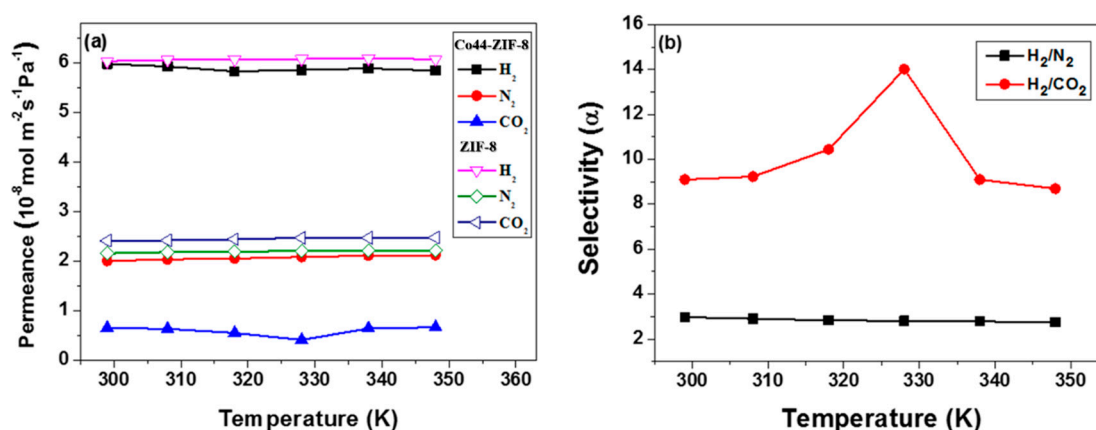 (a)
Co44-ZIF-8
H₂
N₂
CO₂
ZIF-8
H₂
N₂
CO₂
Permeance (10⁻⁸mol m⁻²s⁻¹Pa⁻¹)
6
5
4
3
2
1
0
300 310 320 330 340 350 360
Temperature (K)
(b)
H₂/N₂
H₂/CO₂
Selectivity (α)
16
14
12
10
8
6
4
2
300 310 320 330 340 350
Temperature (K)